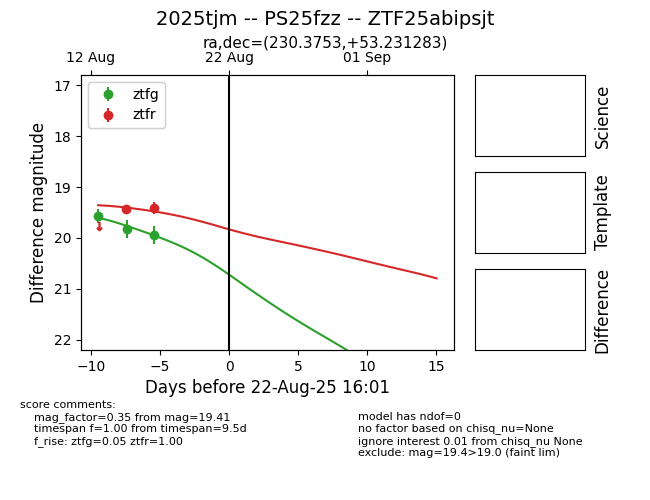 2025tjm -- PS25fzz -- ZTF25abipsjt
ra,dec=(230.3753,+53.231283)
12 Aug 22 Aug 01 Sep
ztfg
ztfr
17
18
19
20
21
22
Difference magnitude
−10 −5 0 5 10 15
Days before 22-Aug-25 16:01
Science
Template
Difference
score comments:
mag_factor=0.35 from mag=19.41
timespan f=1.00 from timespan=9.5d
f_rise: ztfg=0.05 ztfr=1.00
model has ndof=0
no factor based on chisq_nu=None
ignore interest 0.01 from chisq_nu None
exclude: mag=19.4>19.0 (faint lim)